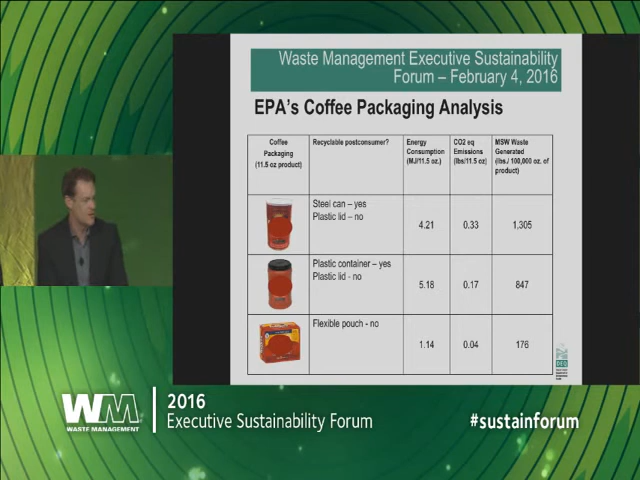 Waste Management Executive Sustainability
Forum – February 4, 2016
EPA's Coffee Packaging Analysis
Coffee
Packaging
(11.5 oz product)
Recyclable postconsumer?
Energy
Consumption
(MJ/11.5 oz.)
CO2 eq
Emissions
(lbs/11.5 oz)
MSW Waste
Generated
(lbs./ 100,000 oz. of
product)
Steel can – yes
Plastic lid – no
4.21
0.33
1,305
Plastic container – yes
Plastic lid - no
5.18
0.17
847
Flexible pouch - no
1.14
0.04
176
WM
WASTE MANAGEMENT
2016
Executive Sustainability Forum
#sustainforum